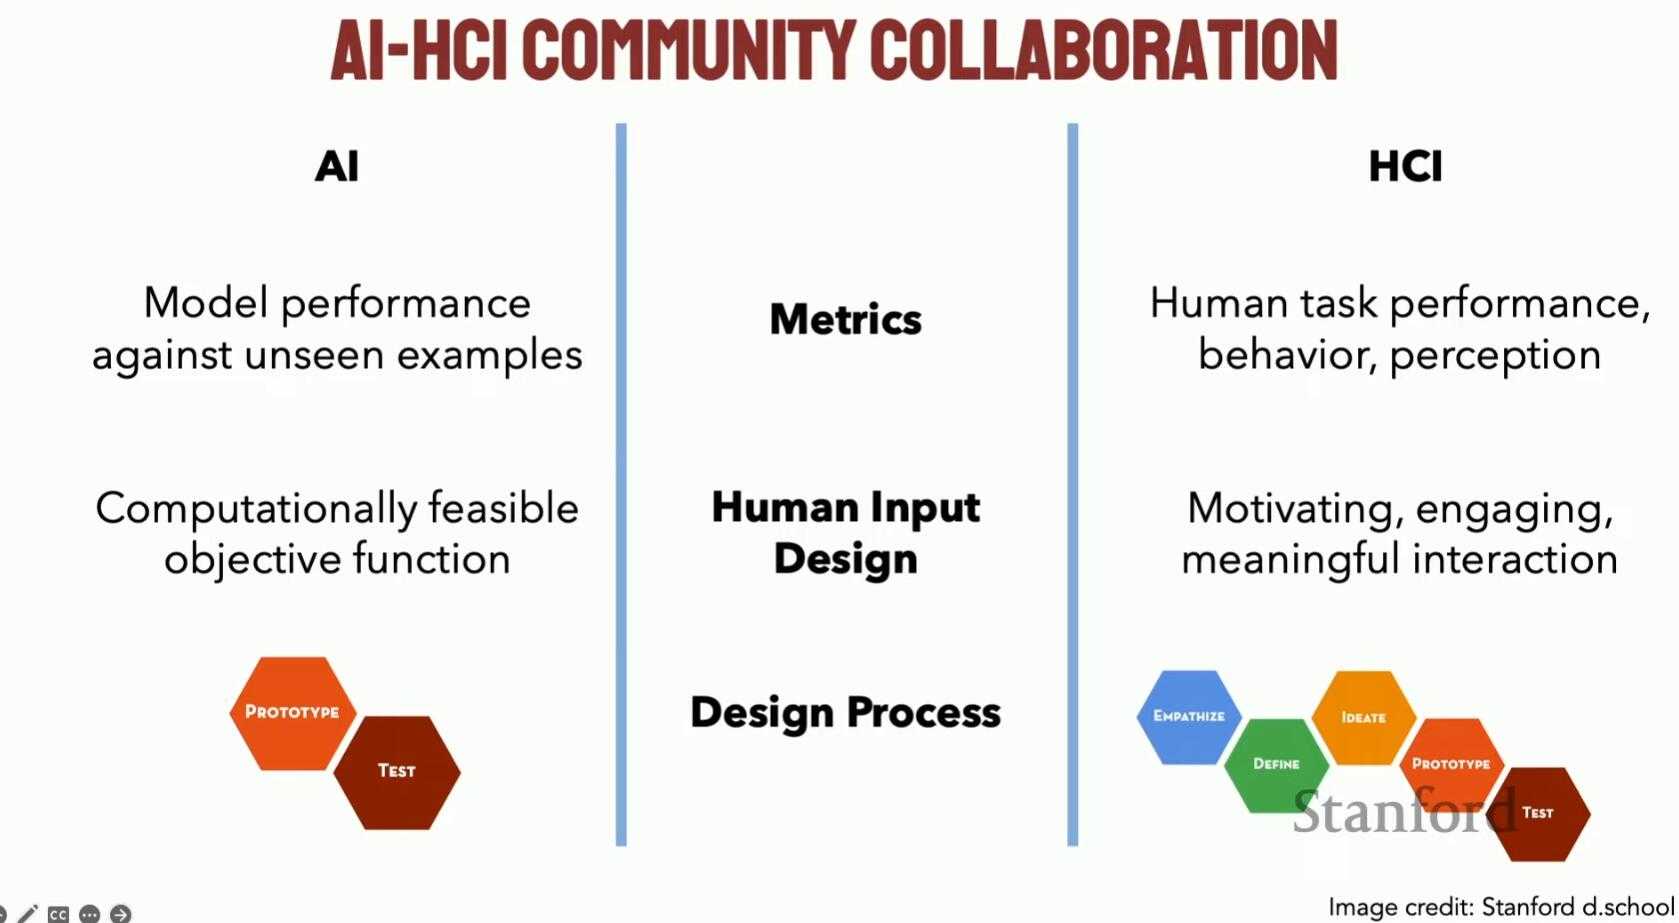 AI-HCI COMMUNITY COLLABORATION
AI
HCI
Model performance
against unseen examples
Metrics
Human task performance,
behavior, perception
Computationally feasible
objective function
Human Input
Design
Motivating, engaging,
meaningful interaction
PROTOTYPE
TEST
Design Process
EMPATHIZE
DEFINE
IDEATE
PROTOTYPE
TEST
Stanford
CC
Image credit: Stanford d.school